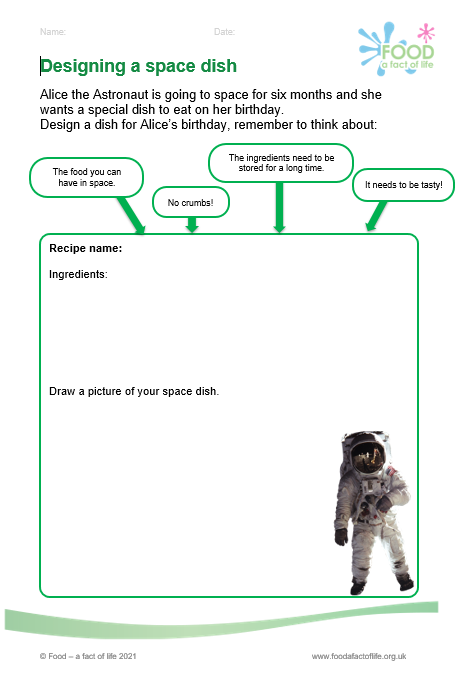 Name:
Date:
FOOD
a fact of life
Designing a space dish
Alice the Astronaut is going to space for six months and she
wants a special dish to eat on her birthday.
Design a dish for Alice's birthday, remember to think about:
The food you can
have in space.
No crumbs!
The ingredients need to be
stored for a long time.
It needs to be tasty!
Recipe name:
Ingredients:
Draw a picture of your space dish.
© Food – a fact of life 2021
www.foodafactoflife.org.uk